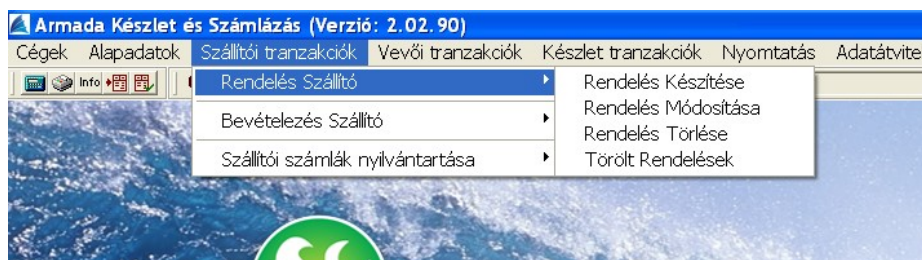 Armada Készlet és Számlázás (Verzió: 2.02.90)
Cégek Alapadatok Szállítói tranzakciók Vevői tranzakciók Készlet tranzakciók Nyomtatás Adatátvite
Info
Rendelés Szállító
Bevételezés Szállító
Szállítói számlák nyilvántartása
Rendelés Készítése
Rendelés Módosítása
Rendelés Törlése
Törölt Rendelések